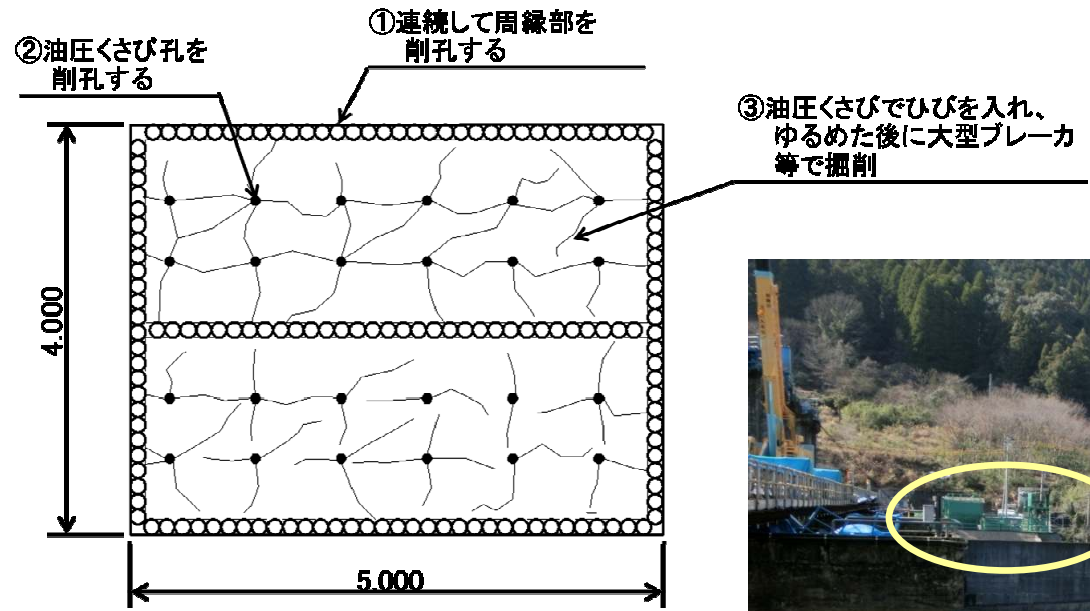 ①連続して周縁部を
削孔する
②油圧くさび孔を
削孔する
③油圧くさびでひびを入れ、
ゆるめた後に大型ブレーカ
等で掘削
4.000
5.000